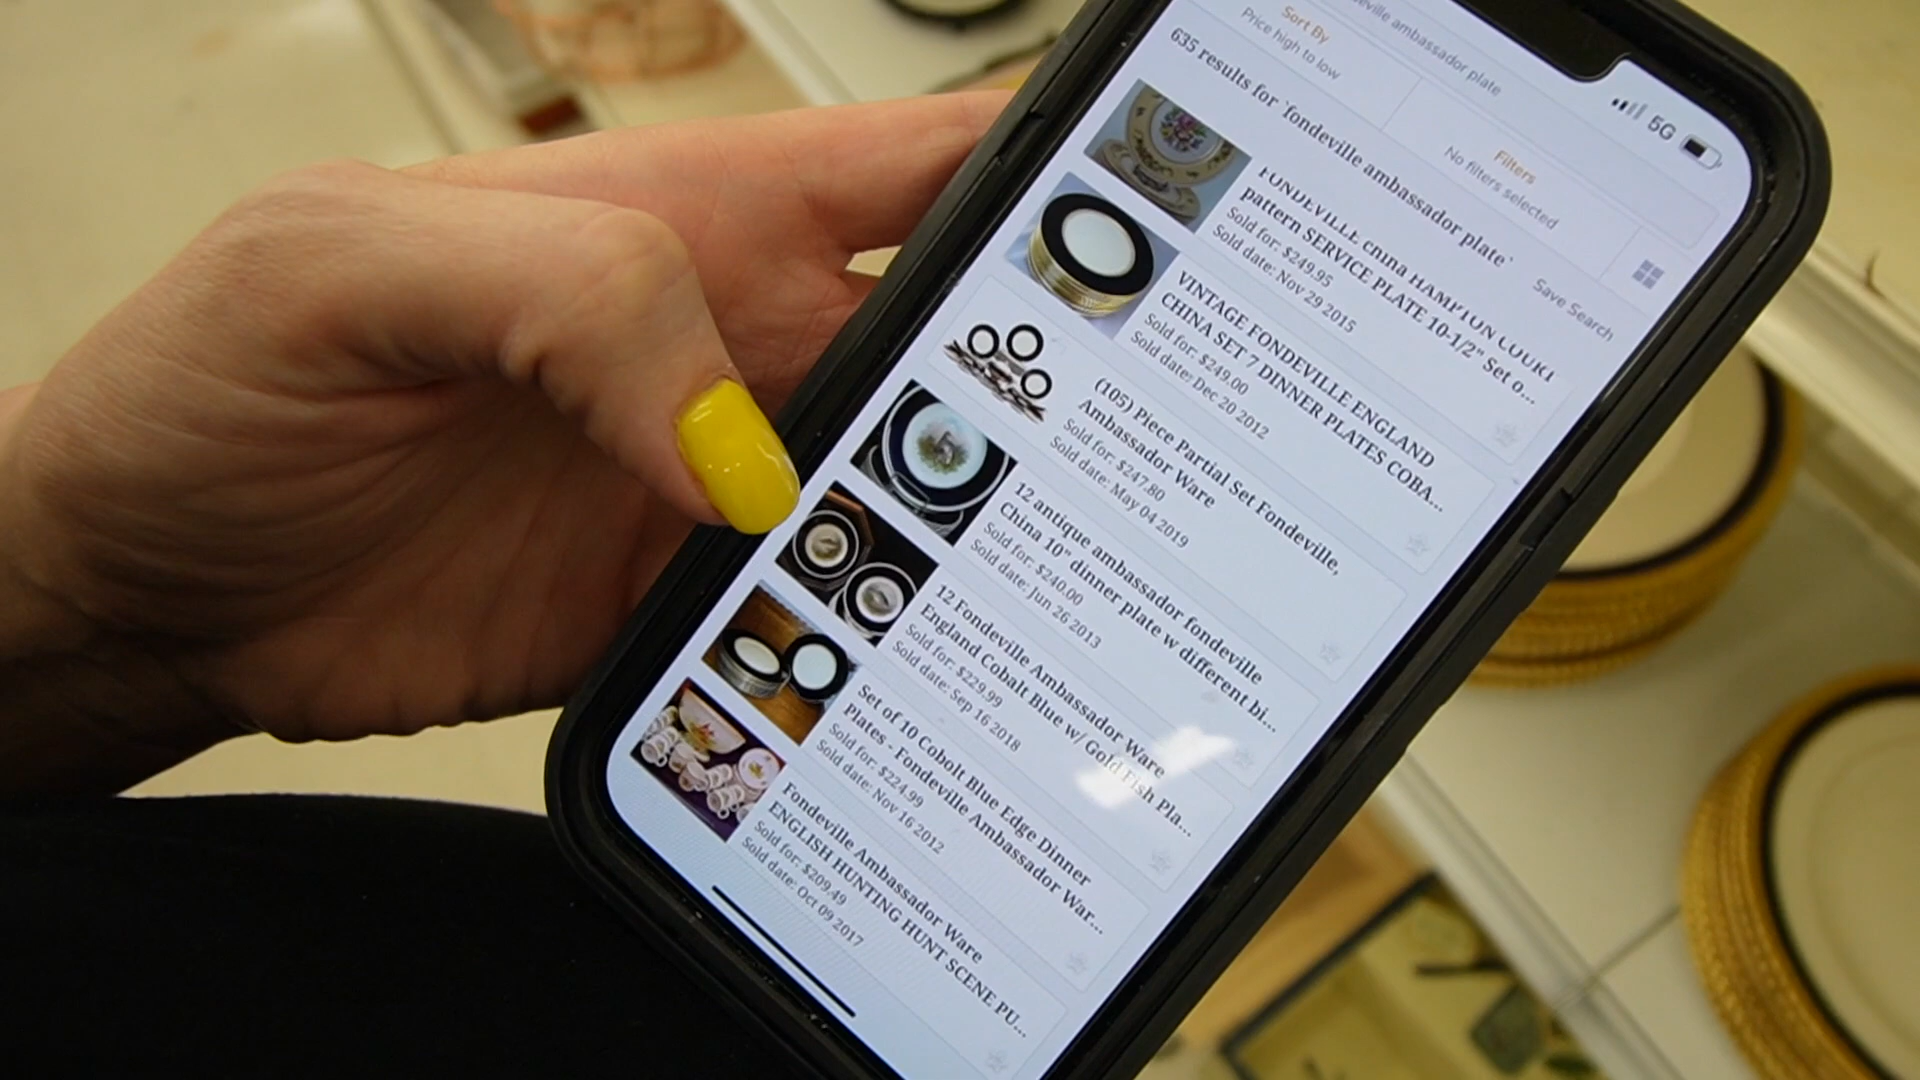 5G
deville ambassador plate
Sort By
Price high to low
Filters
No filters selected
635 results for `fondeville ambassador plate`
Save Search
FONDEVILLE china HAMPTON COURT
pattern SERVICE PLATE 10-1/2" Set o...
Sold for: $249.95
Sold date: Nov 29 2015
VINTAGE FONDEVILLE ENGLAND
CHINA SET 7 DINNER PLATES COBA...
Sold for: $249.00
Sold date: Dec 20 2012
(105) Piece Partial Set Fondeville,
Ambassador Ware
Sold for: $247.80
Sold date: May 04 2019
12 antique ambassador fondeville
China 10" dinner plate w different bi...
Sold for: $240.00
Sold date: Jun 26 2013
12 Fondeville Ambassador Ware
England Cobalt Blue w/ Gold Fish Pla...
Sold for: $229.99
Sold date: Sep 16 2018
Set of 10 Cobolt Blue Edge Dinner
plates - Fondeville Ambassador War...
Sold for: $224.99
Sold date: Nov 16 2012
Fondeville Ambassador Ware
ENGLISH HUNTING HUNT SCENE PU...
Sold for: $209.49
Sold date: Oct 09 2017